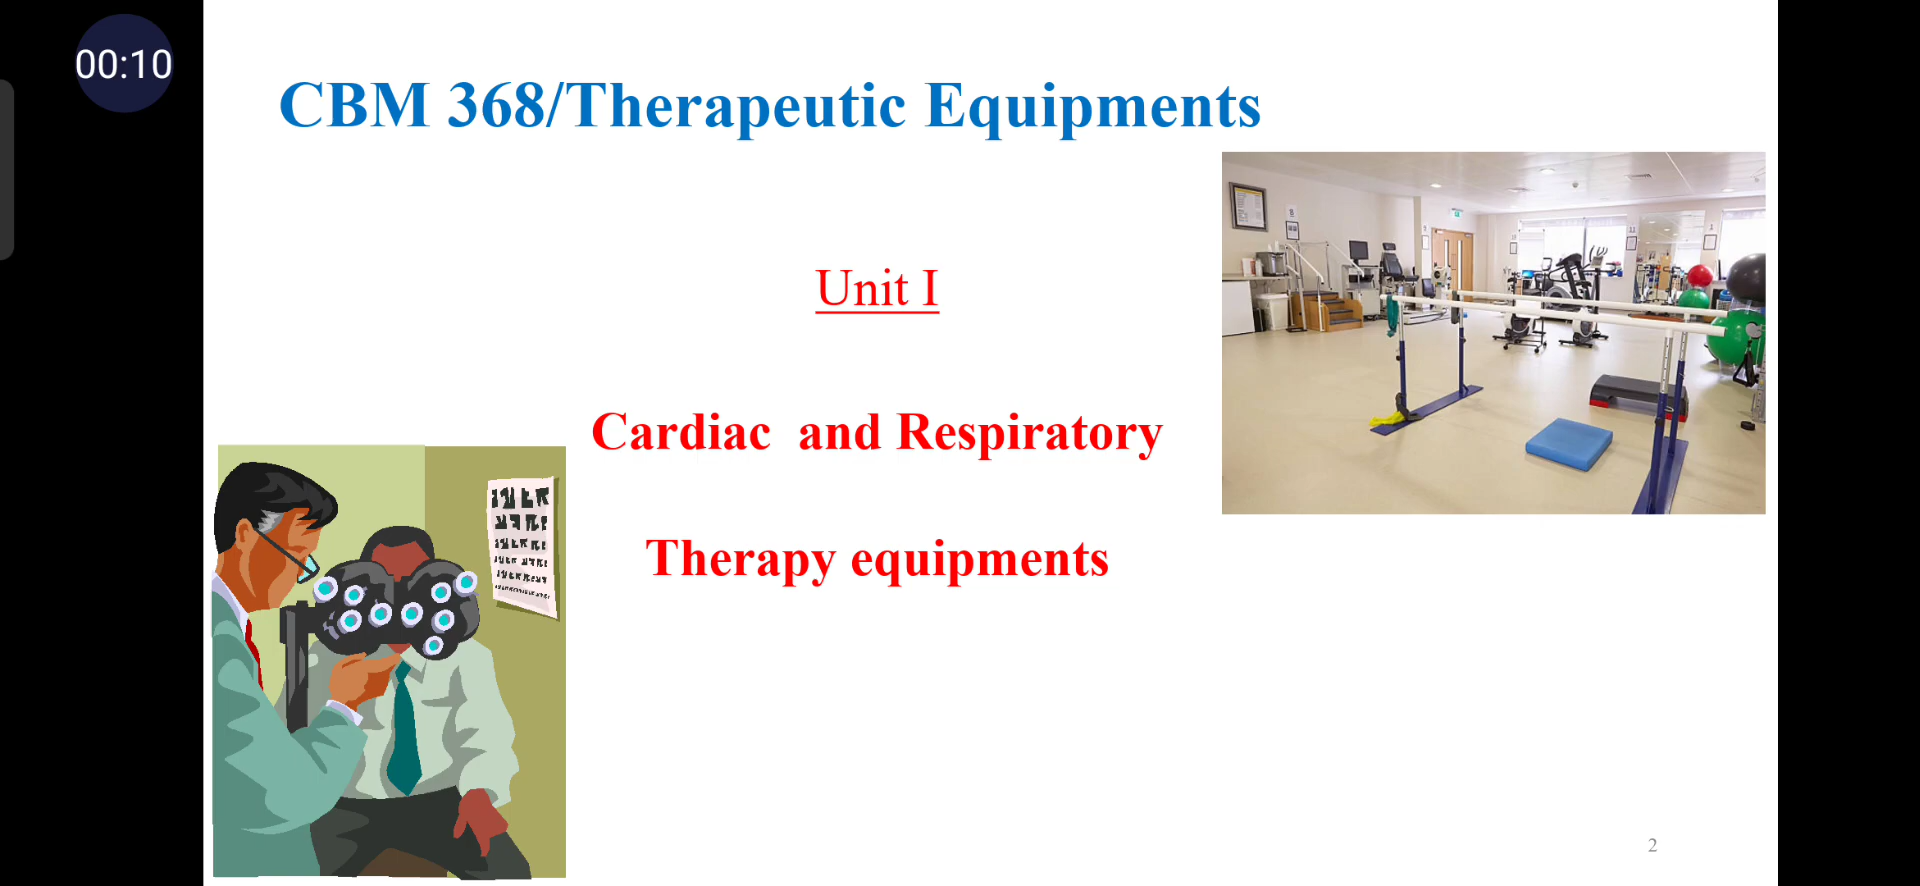 00:10
CBM 368/Therapeutic Equipments
Unit I
Cardiac  and Respiratory
Therapy equipments
2